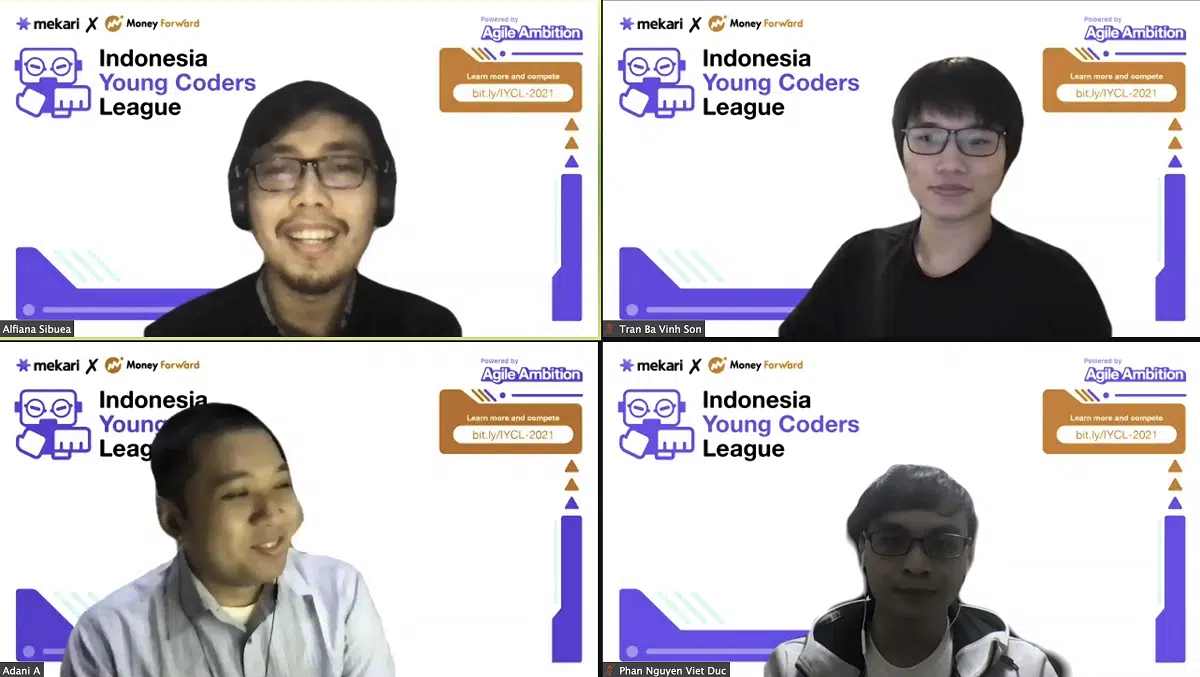 mekari X Money Forward
Powered by
Agile Ambition
Indonesia
Young Coders
League
Learn more and compete
bit.ly/IYCL-2021
Alfiana Sibuea
mekari X Money Forward
Powered by
Agile Ambition
Indonesia
Young Coders
League
Learn more and compete
bit.ly/IYCL-2021
Tran Ba Vinh Son
mekari X Money Forward
Powered by
Agile Ambition
Indonesia
Young
Leag
Learn more and compete
bit.ly/IYCL-2021
Adani A
mekari X Money Forward
Powered by
Agile Ambition
Indonesia
Young Coders
League
Learn more and compete
bit.ly/IYCL-2021
Phan Nguyen Viet Duc